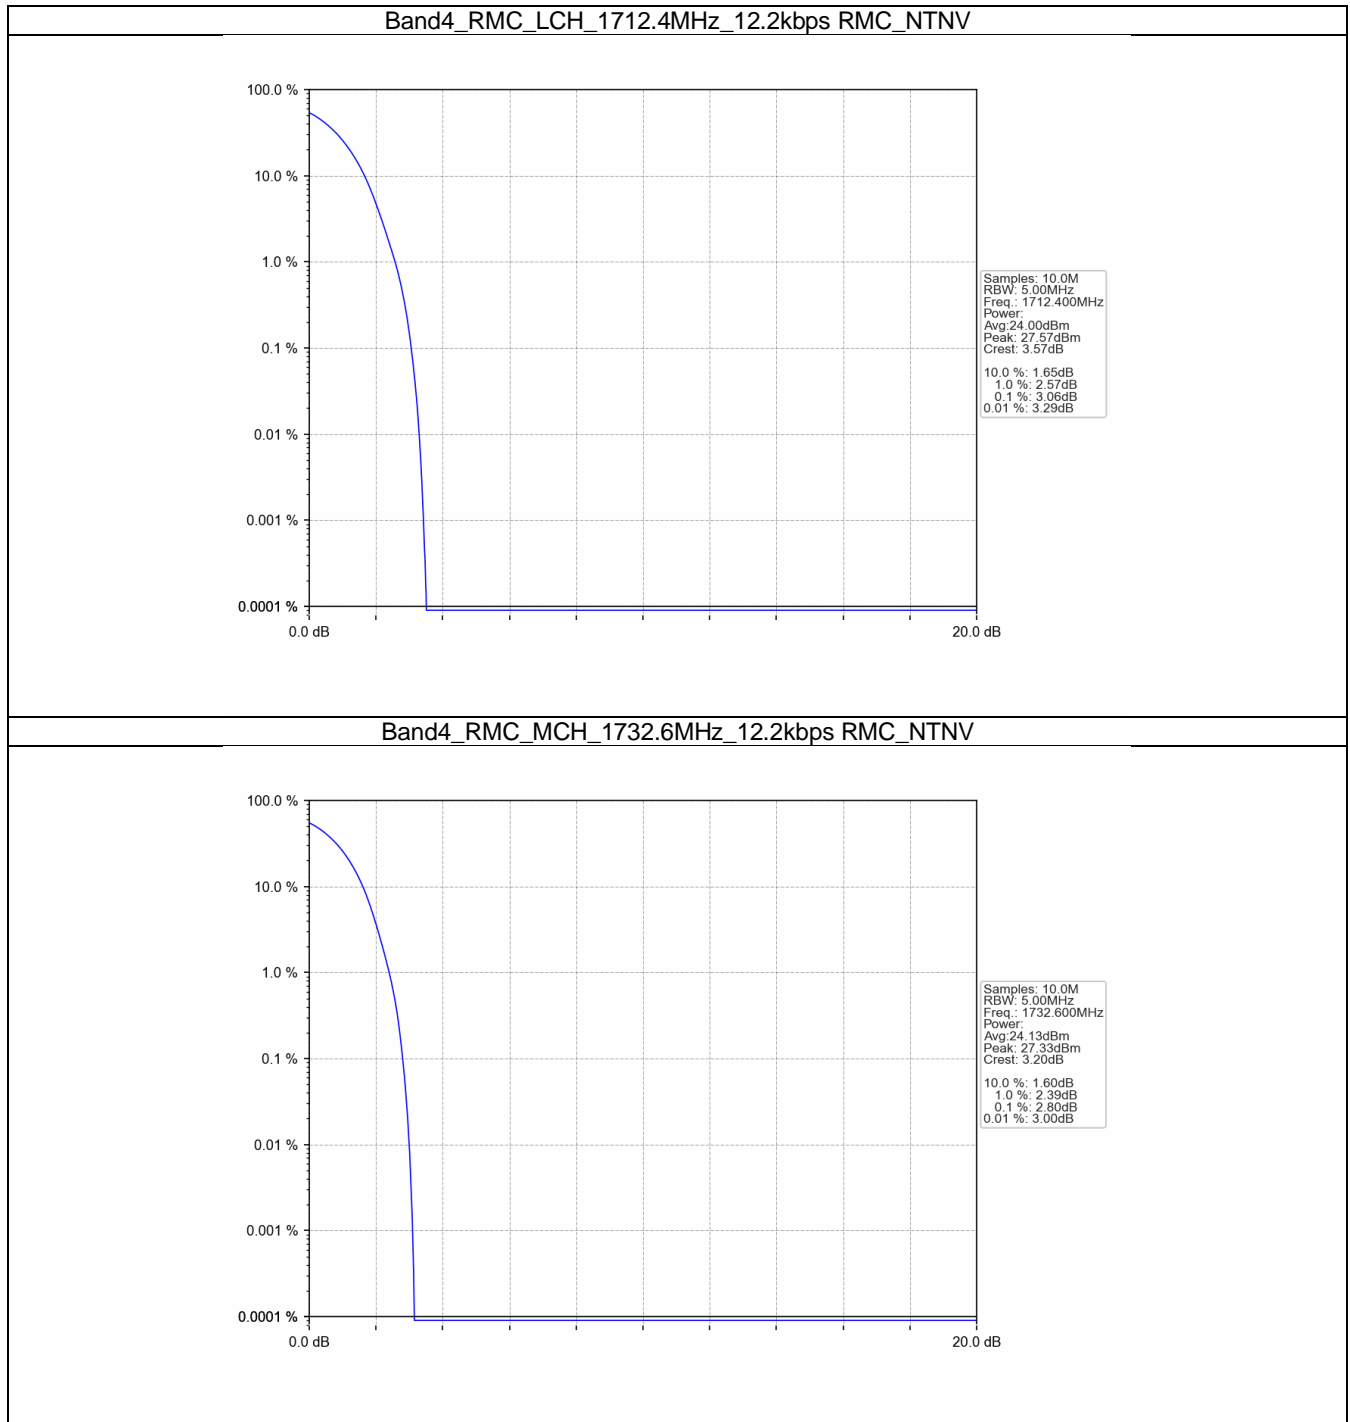 Band4_RMC_LCH_1712.4MHz_12.2kbps RMC_NTNV
100.0 %
10.0 %
1.0 %
0.1 %
0.01 %
0.001 %
0.0001 %
0.0 dB
20.0 dB
Samples: 10.0M
RBW: 5.00MHz
Freq.: 1712.400MHz
Power:
Avg:24.00dBm
Peak: 27.57dBm
Crest: 3.57dB
10.0 %: 1.65dB
1.0 %: 2.57dB
0.1 %: 3.06dB
0.01 %: 3.29dB
Band4_RMC_MCH_1732.6MHz_12.2kbps RMC_NTNV
100.0 %
10.0 %
1.0 %
0.1 %
0.01 %
0.001 %
0.0001 %
0.0 dB
20.0 dB
Samples: 10.0M
RBW: 5.00MHz
Freq.: 1732.600MHz
Power:
Avg:24.13dBm
Peak: 27.33dBm
Crest: 3.20dB
10.0 %: 1.60dB
1.0 %: 2.39dB
0.1 %: 2.80dB
0.01 %: 3.00dB